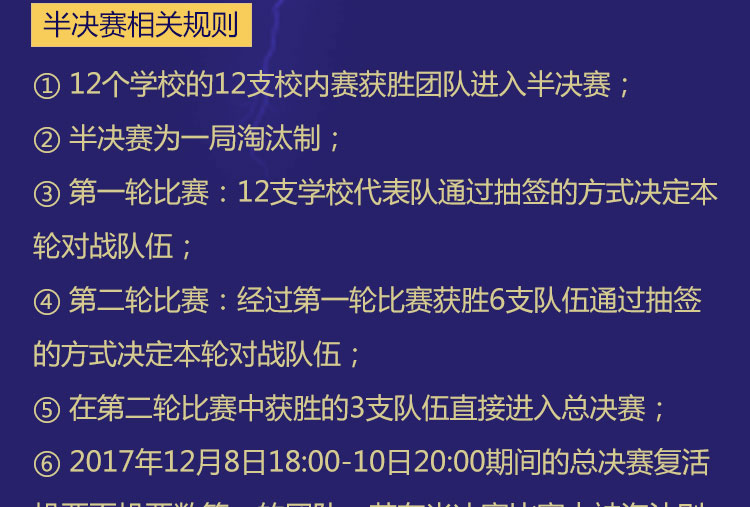 半决赛相关规则
① 12个学校的12支校内赛获胜团队进入半决赛；
② 半决赛为一局淘汰制；
③ 第一轮比赛：12支学校代表队通过抽签的方式决定本
轮对战队伍；
④ 第二轮比赛：经过第一轮比赛获胜6支队伍通过抽签
的方式决定本轮对战队伍；
⑤ 在第二轮比赛中获胜的3支队伍直接进入总决赛；
⑥ 2017年12月8日18:00-10日20:00期间的总决赛复活